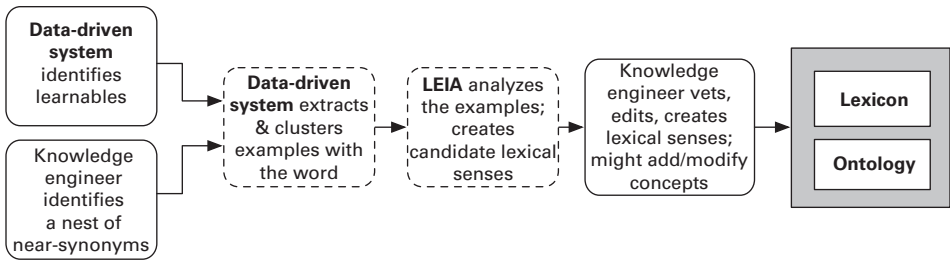 Data-driven
system
identifies
learnables
Knowledge
engineer
identifies
a nest of
near-synonyms
Data-driven
system extracts
& clusters
examples with
the word
LEIA analyzes
the examples;
creates
candidate lexical
senses
Knowledge
engineer vets,
edits, creates
lexical senses;
might add/modify
concepts
Lexicon
Ontology